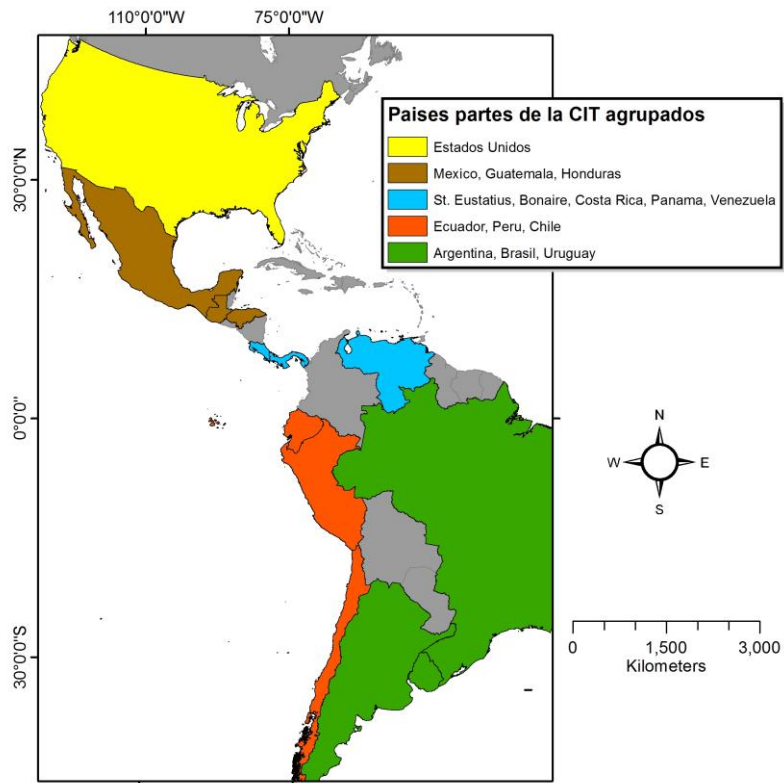 110°0'0"W 75°0'0"W
Paises partes de la CIT agrupados
Estados Unidos
Mexico, Guatemala, Honduras
St. Eustatius, Bonaire, Costa Rica, Panama, Venezuela
Ecuador, Peru, Chile
Argentina, Brasil, Uruguay
30°0'0"N
0°0'0"
30°0'0"S
N
W E
S
0 1,500 3,000
Kilometers